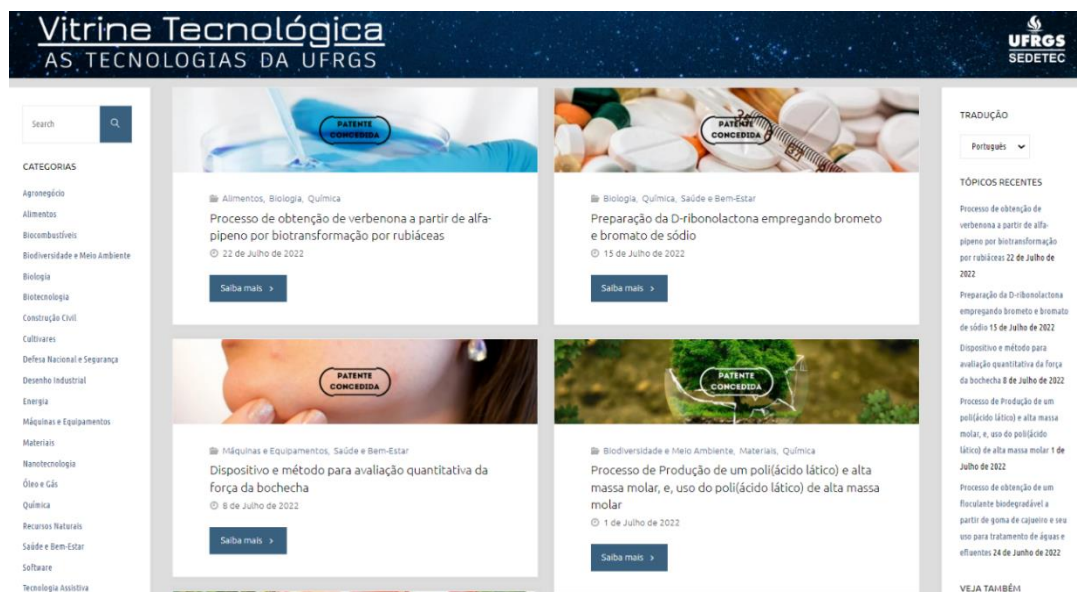 Vitrine Tecnológica
AS TECNOLOGIAS DA UFRGS
UFRGS
SEDETEC
Search
CATEGORIAS
Agronegócio
Alimentos
Biocombustíveis
Biodiversidade e Meio Ambiente
Biologia
Biotecnologia
Construção Civil
Cultivares
Defesa Nacional e Segurança
Desenho Industrial
Energia
Máquinas e Equipamentos
Materiais
Nanotecnologia
Óleo e Gás
Química
Recursos Naturais
Saúde e Bem-Estar
Software
Tecnologia Assistiva
PATENTE
CONCEDIDA
Alimentos, Biologia, Química
Processo de obtenção de verbenona a partir de alfa-
pipeno por biotransformação por rubiáceas
22 de Julho de 2022
Saiba mais >
PATENTE
CONCEDIDA
Biologia, Química, Saúde e Bem-Estar
Preparação da D-ribonolactona empregando brometo
e bromato de sódio
15 de Julho de 2022
Saiba mais >
PATENTE
CONCEDIDA
Máquinas e Equipamentos, Saúde e Bem-Estar
Dispositivo e método para avaliação quantitativa da
força da bochecha
8 de Julho de 2022
Saiba mais >
PATENTE
CONCEDIDA
Biodiversidade e Meio Ambiente, Materiais, Química
Processo de Produção de um poli(ácido lático) e alta
massa molar, e, uso do poli(ácido lático) de alta massa
molar
1 de Julho de 2022
Saiba mais >
TRADUÇÃO
Português
TÓPICOS RECENTES
Processo de obtenção de
verbenona a partir de alfa-
pipeno por biotransformação
por rubiáceas 22 de Julho de
2022
Preparação da D-ribonolactona
empregando brometo e bromato
de sódio 15 de Julho de 2022
Dispositivo e método para
avaliação quantitativa da força
da bochecha 8 de Julho de 2022
Processo de Produção de um
poli(ácido lático) e alta massa
molar, e, uso do poli(ácido
lático) de alta massa molar 1 de
Julho de 2022
Processo de obtenção de um
floculante biodegradável a
partir de goma de cajueiro e seu
uso para tratamento de águas e
efluentes 24 de Junho de 2022
VEJA TAMBÉM